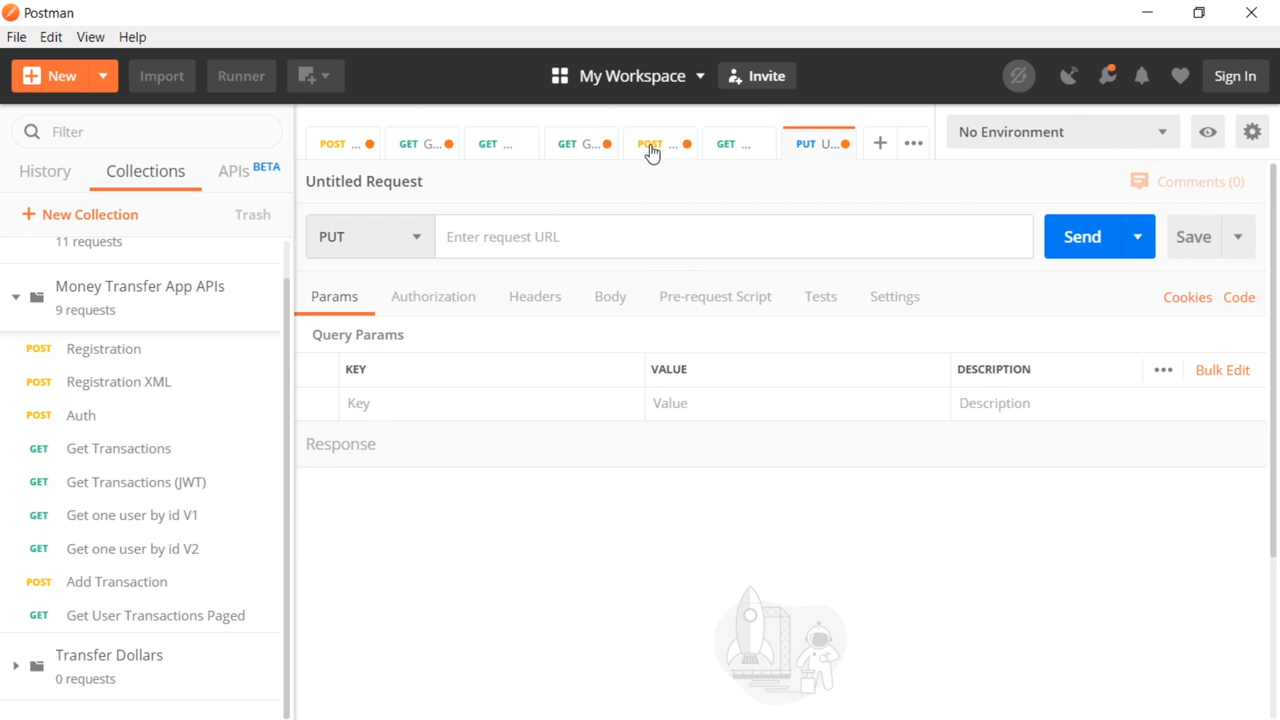 Postman
File Edit View Help
New Import Runner My Workspace Invite Sign In
Filter
History Collections APIs BETA
New Collection Trash
11 requests
Money Transfer App APIs
9 requests
POST Registration
POST Registration XML
POST Auth
GET Get Transactions
GET Get Transactions (JWT)
GET Get one user by id V1
GET Get one user by id V2
POST Add Transaction
GET Get User Transactions Paged
Transfer Dollars
0 requests
POST ... GET G... GET ... GET G... POST ... GET ... PUT U... No Environment
Untitled Request Comments (0)
PUT Enter request URL Send Save
Params Authorization Headers Body Pre-request Script Tests Settings Cookies Code
Query Params
KEY VALUE DESCRIPTION Bulk Edit
Key Value Description
Response